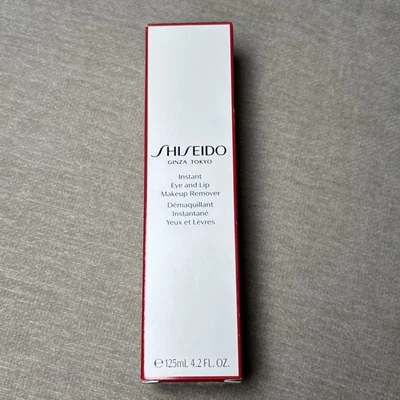 SHISEIDO
GINZA TOKYO
Instant
Eye and Lip
Makeup Remover
Démaquillant
Instantané
Yeux et Lèvres
℮125mL 4.2 FL. OZ.